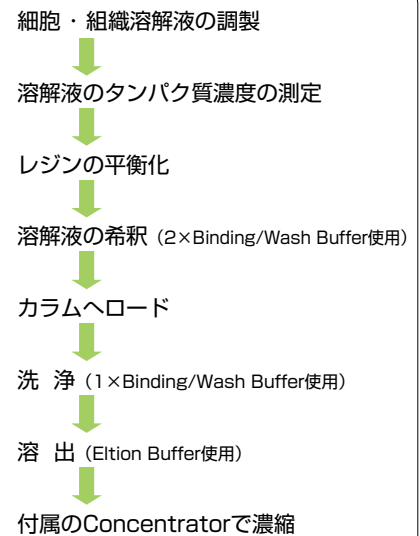 細胞・組織溶解液の調製
溶解液のタンパク質濃度の測定
レジンの平衡化
溶解液の希釈（2×Binding/Wash Buffer使用）
カラムへロード
洗　浄（1×Binding/Wash Buffer使用）
溶　出（Eltion Buffer使用）
付属のConcentratorで濃縮